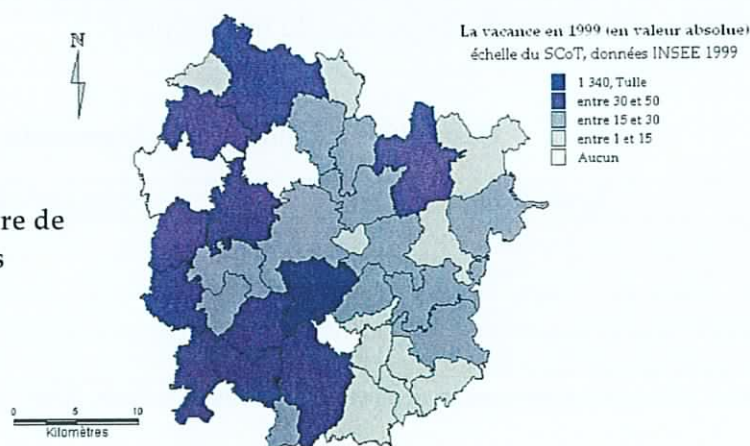 La vacance en 1999 (en valeur absolue)
échelle du SCoT, données INSEE 1999
N
1 340, Tulle
entre 30 et 50
entre 15 et 30
entre 1 et 15
Aucun
re de
s
0 5 10
Kilomètres